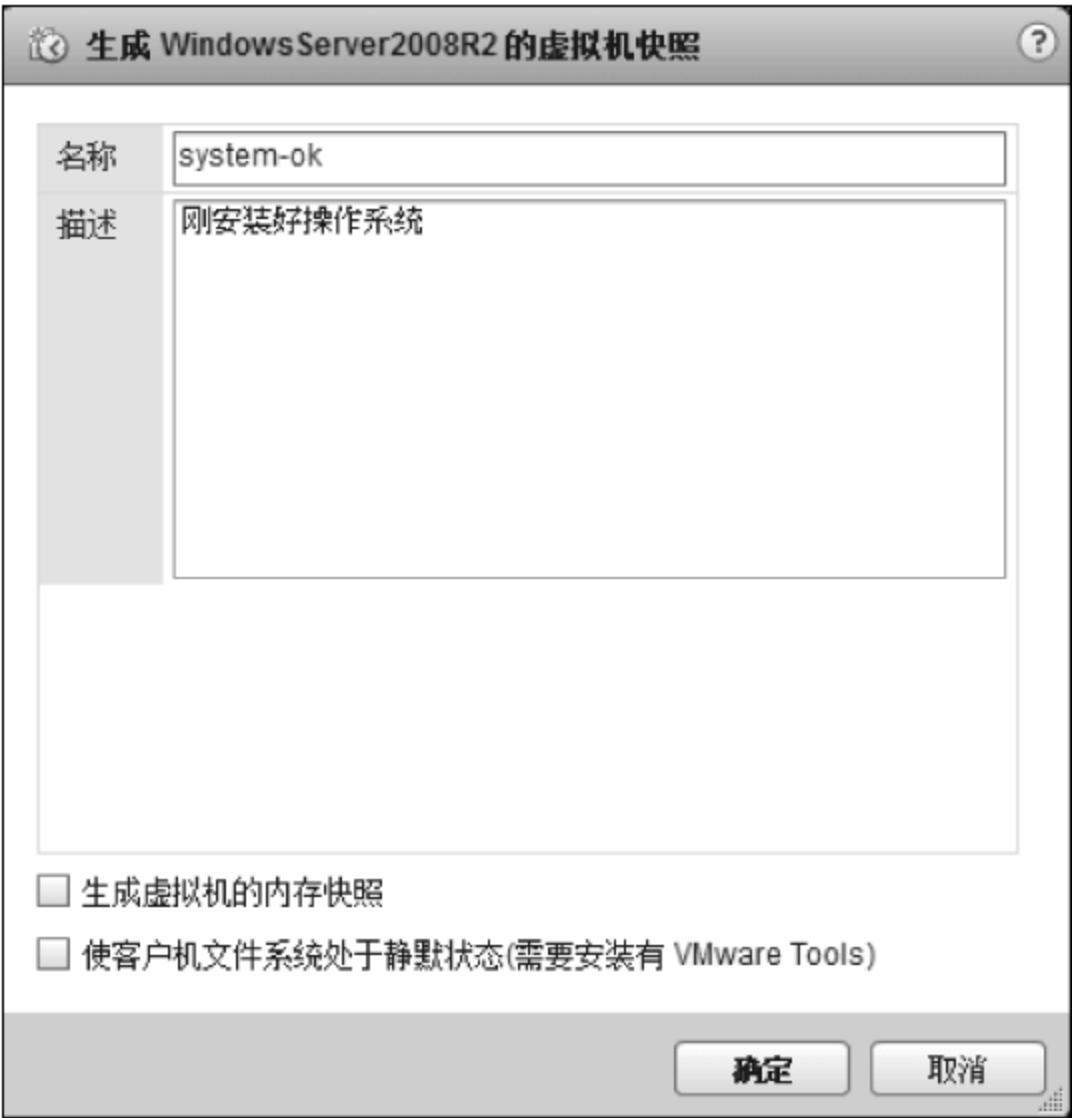 生成 WindowsServer2008R2 的虚拟机快照 ?
名称 system-ok
描述 刚安装好操作系统
生成虚拟机的内存快照
使客户机文件系统处于静默状态(需要安装有 VMware Tools)
确定 取消